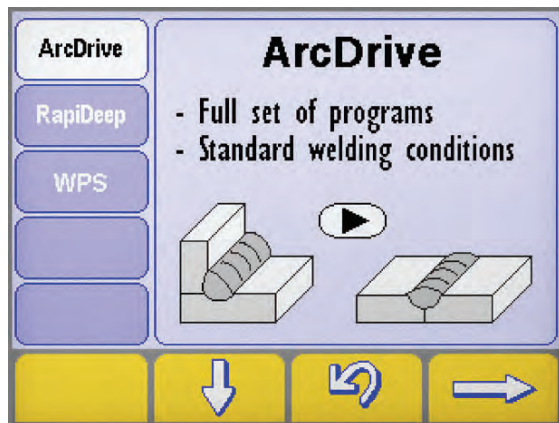 ArcDrive
RapiDeep
WPS
ArcDrive
- Full set of programs
- Standard welding conditions